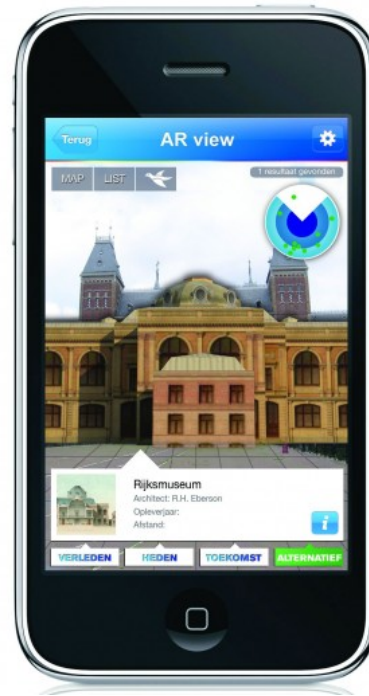 Terug
AR view
MAP
LIST
1 resultaat gevonden
Rijksmuseum
Architect: R.H. Eberson
Opleverjaar:
Afstand:
i
VERLEDEN
HEDEN
TOEKOMST
ALTERNATIEF